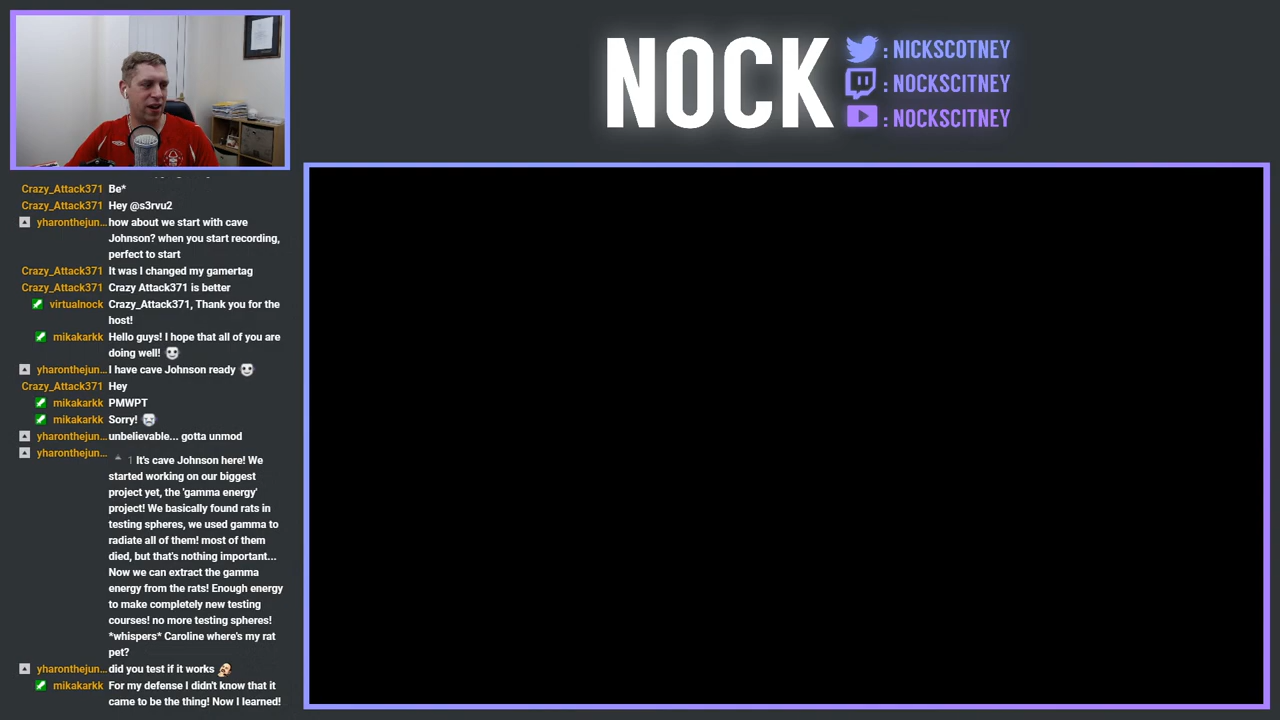 NOCK
: NICKSCOTNEY
: NOCKSCITNEY
: NOCKSCITNEY
Crazy_Attack371 Be*
Crazy_Attack371 Hey @s3rvu2
yharonthejun... how about we start with cave
Johnson? when you start recording,
perfect to start
Crazy_Attack371 It was I changed my gamertag
Crazy_Attack371 Crazy Attack371 is better
virtualnock Crazy_Attack371, Thank you for the
host!
mikakarkk Hello guys! I hope that all of you are
doing well!
yharonthejun... I have cave Johnson ready
Crazy_Attack371 Hey
mikakarkk PMWPT
mikakarkk Sorry!
yharonthejun... unbelievable... gotta unmod
yharonthejun...
1 It's cave Johnson here! We
started working on our biggest
project yet, the 'gamma energy'
project! We basically found rats in
testing spheres, we used gamma to
radiate all of them! most of them
died, but that's nothing important...
Now we can extract the gamma
energy from the rats! Enough energy
to make completely new testing
courses! no more testing spheres!
*whispers* Caroline where's my rat
pet?
yharonthejun... did you test if it works
mikakarkk For my defense I didn't know that it
came to be the thing! Now I learned!